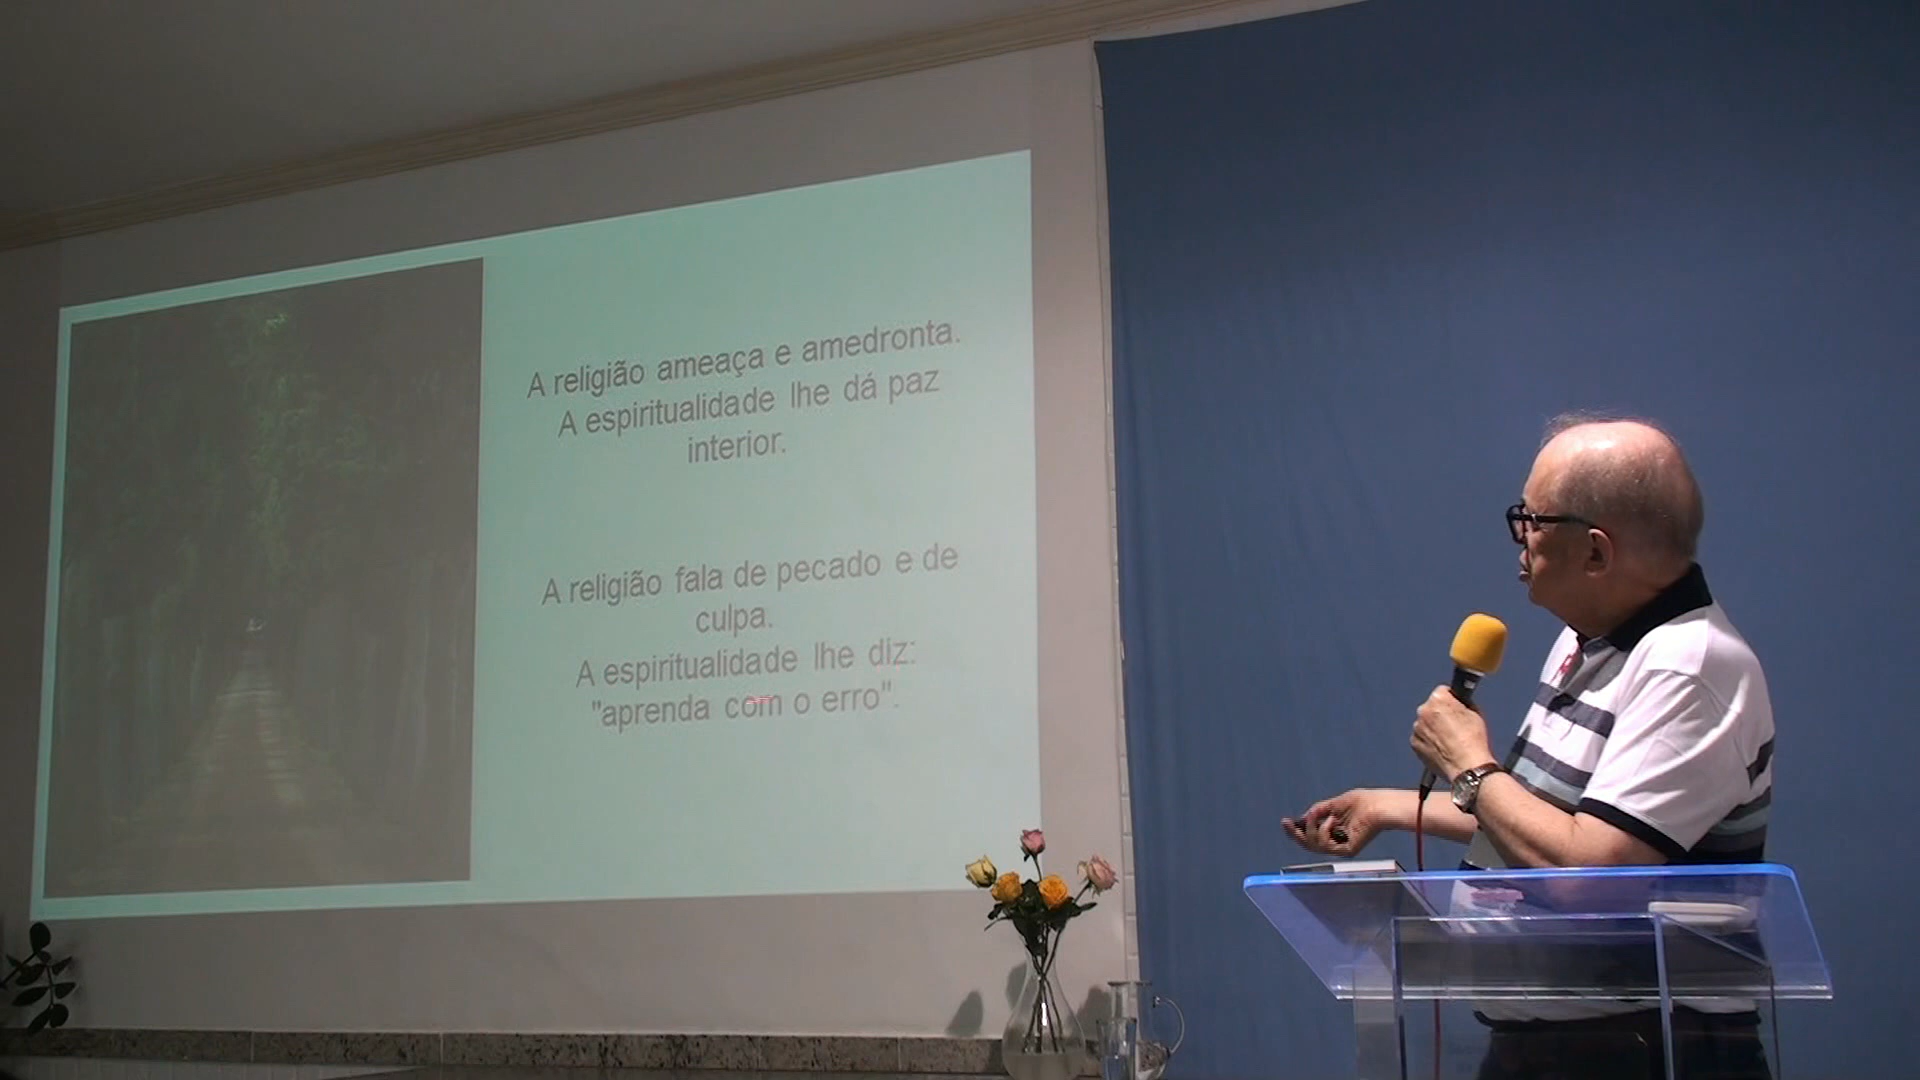 A religião ameaça e amedronta.
A espiritualidade lhe dá paz
interior.
A religião fala de pecado e de
culpa.
A espiritualidade lhe diz:
"aprenda com o erro".